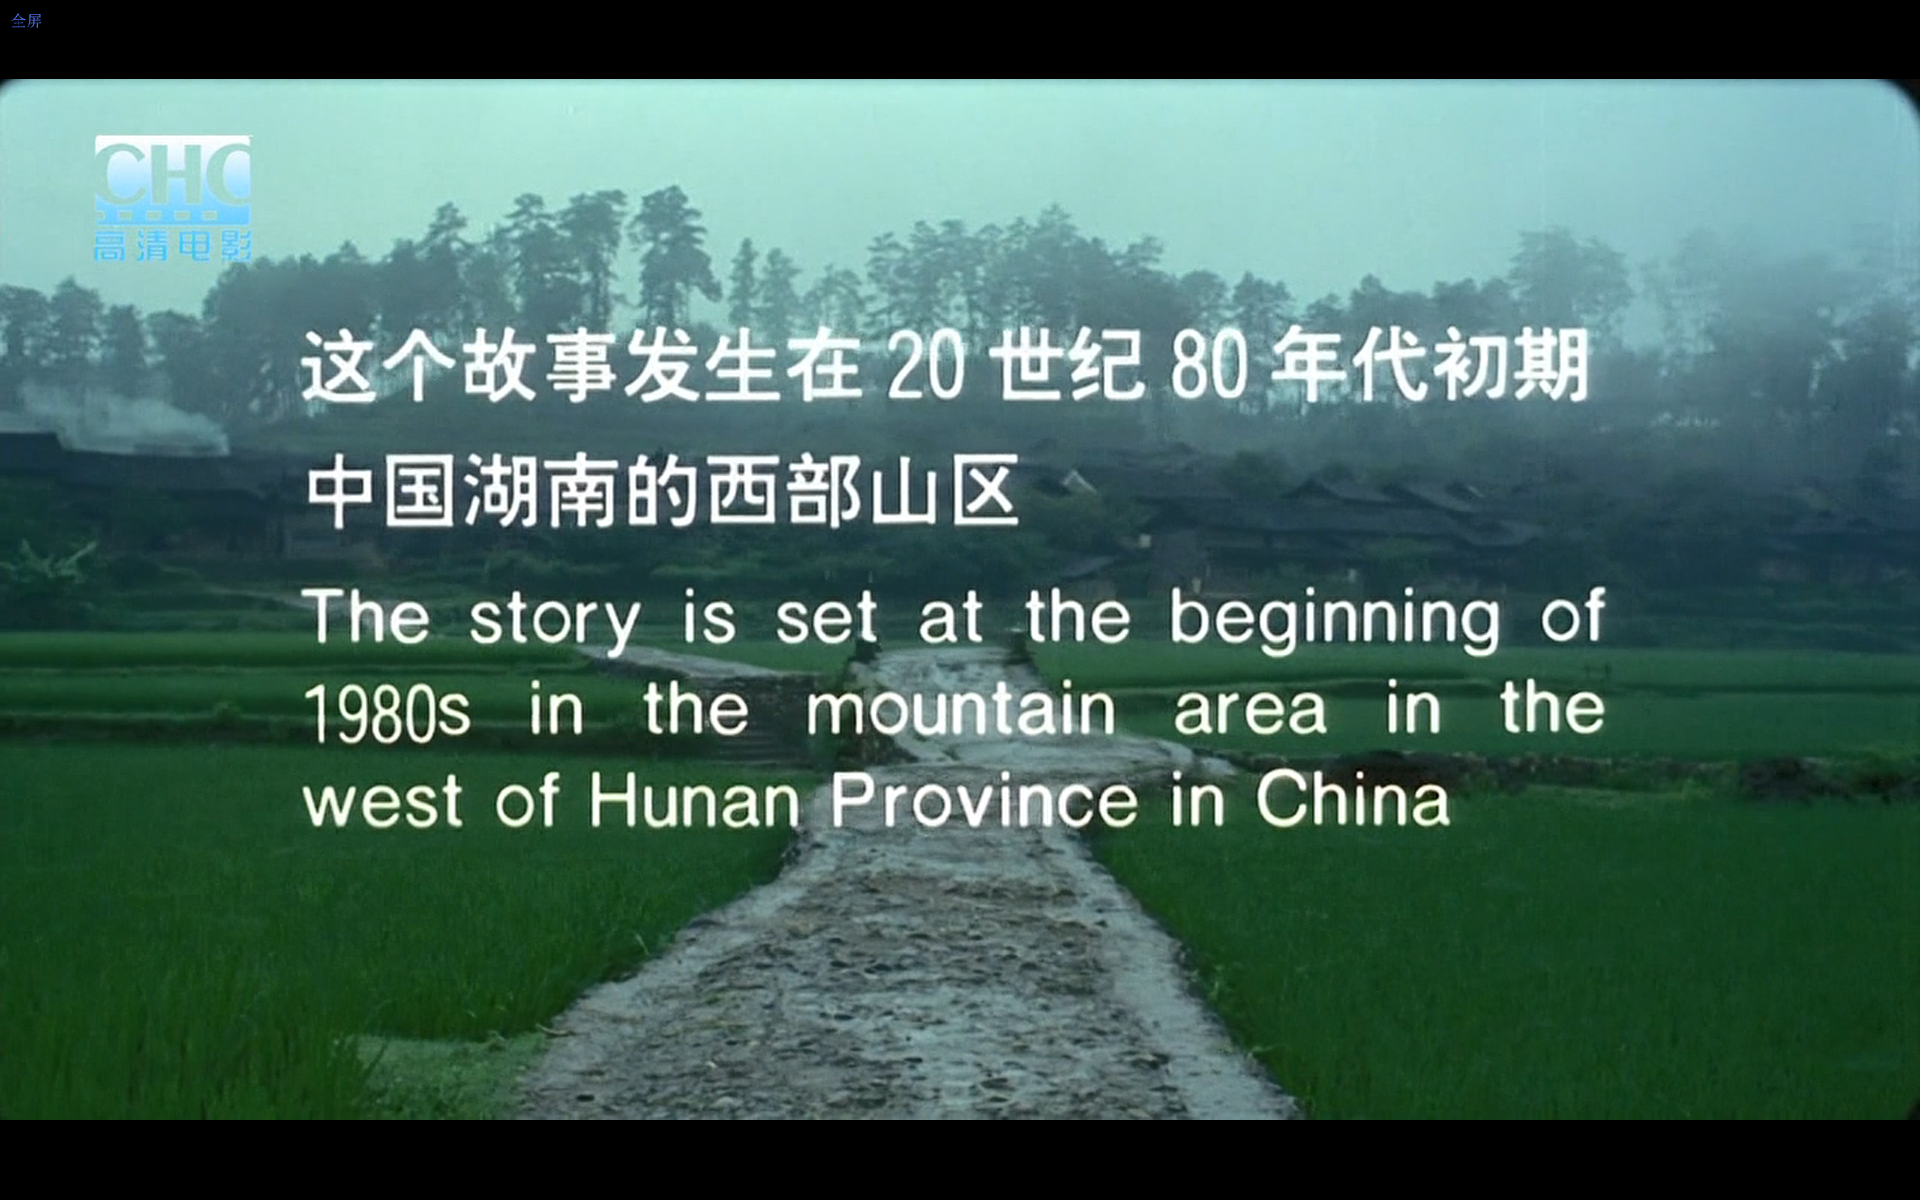 全屏
CHC
高清电影
这个故事发生在20世纪80年代初期
中国湖南的西部山区
The story is set at the beginning of
1980s in the mountain area in the
west of Hunan Province in China